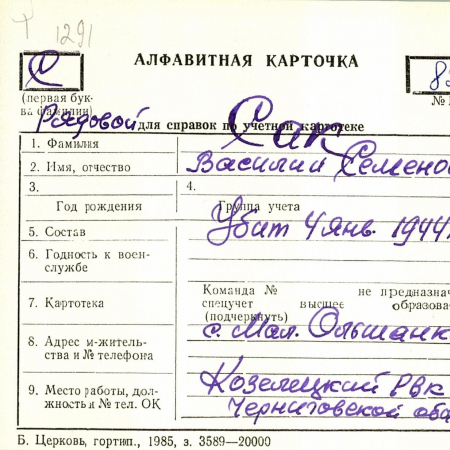 1291
АЛФАВИТНАЯ КАРТОЧКА
С
(первая бук-
ва фамилии)
№
Рядовой
для справок по учетной картотеке
1. Фамилия Сак
2. Имя, отчество Василий Семено
3. 4.
Год рождения Группа учета
5. Состав Убит 4 янв. 1944
6. Годность к воен-
службе
Команда № не предназнач
7. Картотека спецучет высшее образова
(подчеркнуть)
с. Мал. Ольшанк
8. Адрес и-житель-
ства и № телефона
Козелецкий РВК
9. Место работы, дол-
жность и № тел. ОК
Черниговской об
Б. Церковь, гортип., 1985, з. 3589—20000